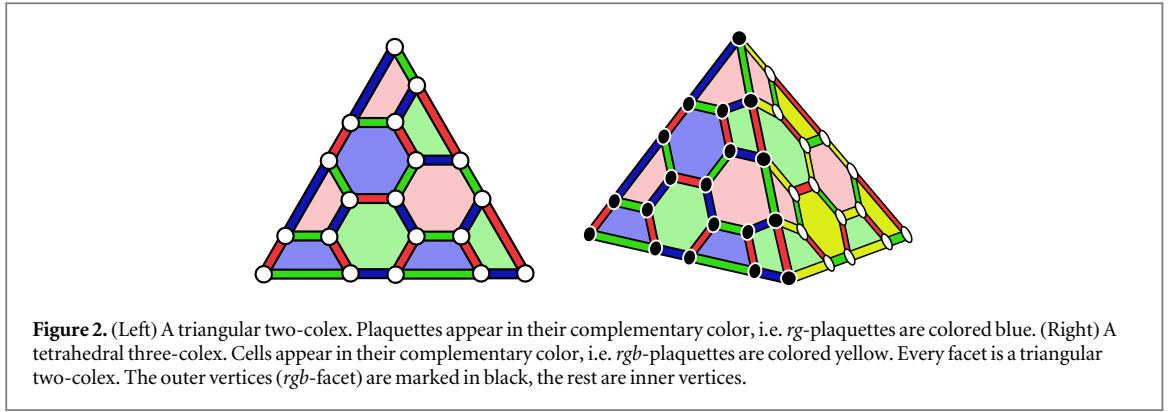 Figure 2. (Left) A triangular two-colex. Plaquettes appear in their complementary color, i.e. rg-plaquettes are colored blue. (Right) A
tetrahedral three-colex. Cells appear in their complementary color, i.e. rgb-plaquettes are colored yellow. Every facet is a triangular
two-colex. The outer vertices (rgb-facet) are marked in black, the rest are inner vertices.